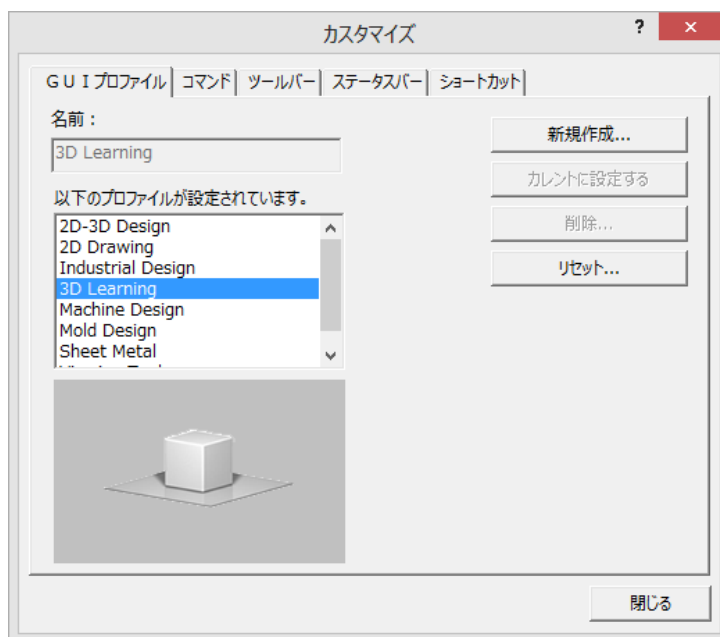 カスタマイズ
?
×
GUIプロファイル
コマンド
ツールバー
ステータスバー
ショートカット
名前：
3D Learning
以下のプロファイルが設定されています。
2D-3D Design
2D Drawing
Industrial Design
3D Learning
Machine Design
Mold Design
Sheet Metal
新規作成...
カレントに設定する
削除...
リセット...
閉じる